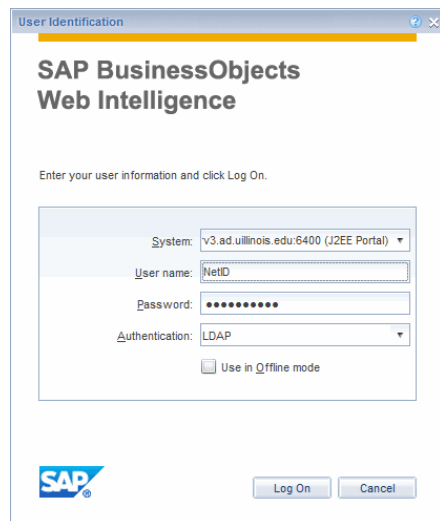 User Identification
SAP BusinessObjects
Web Intelligence
Enter your user information and click Log On.
System: v3.ad.uillinois.edu:6400 (J2EE Portal)
User name: NetID
Password: ●●●●●●●●●●
Authentication: LDAP
Use in Offline mode
SAP®
Log On Cancel